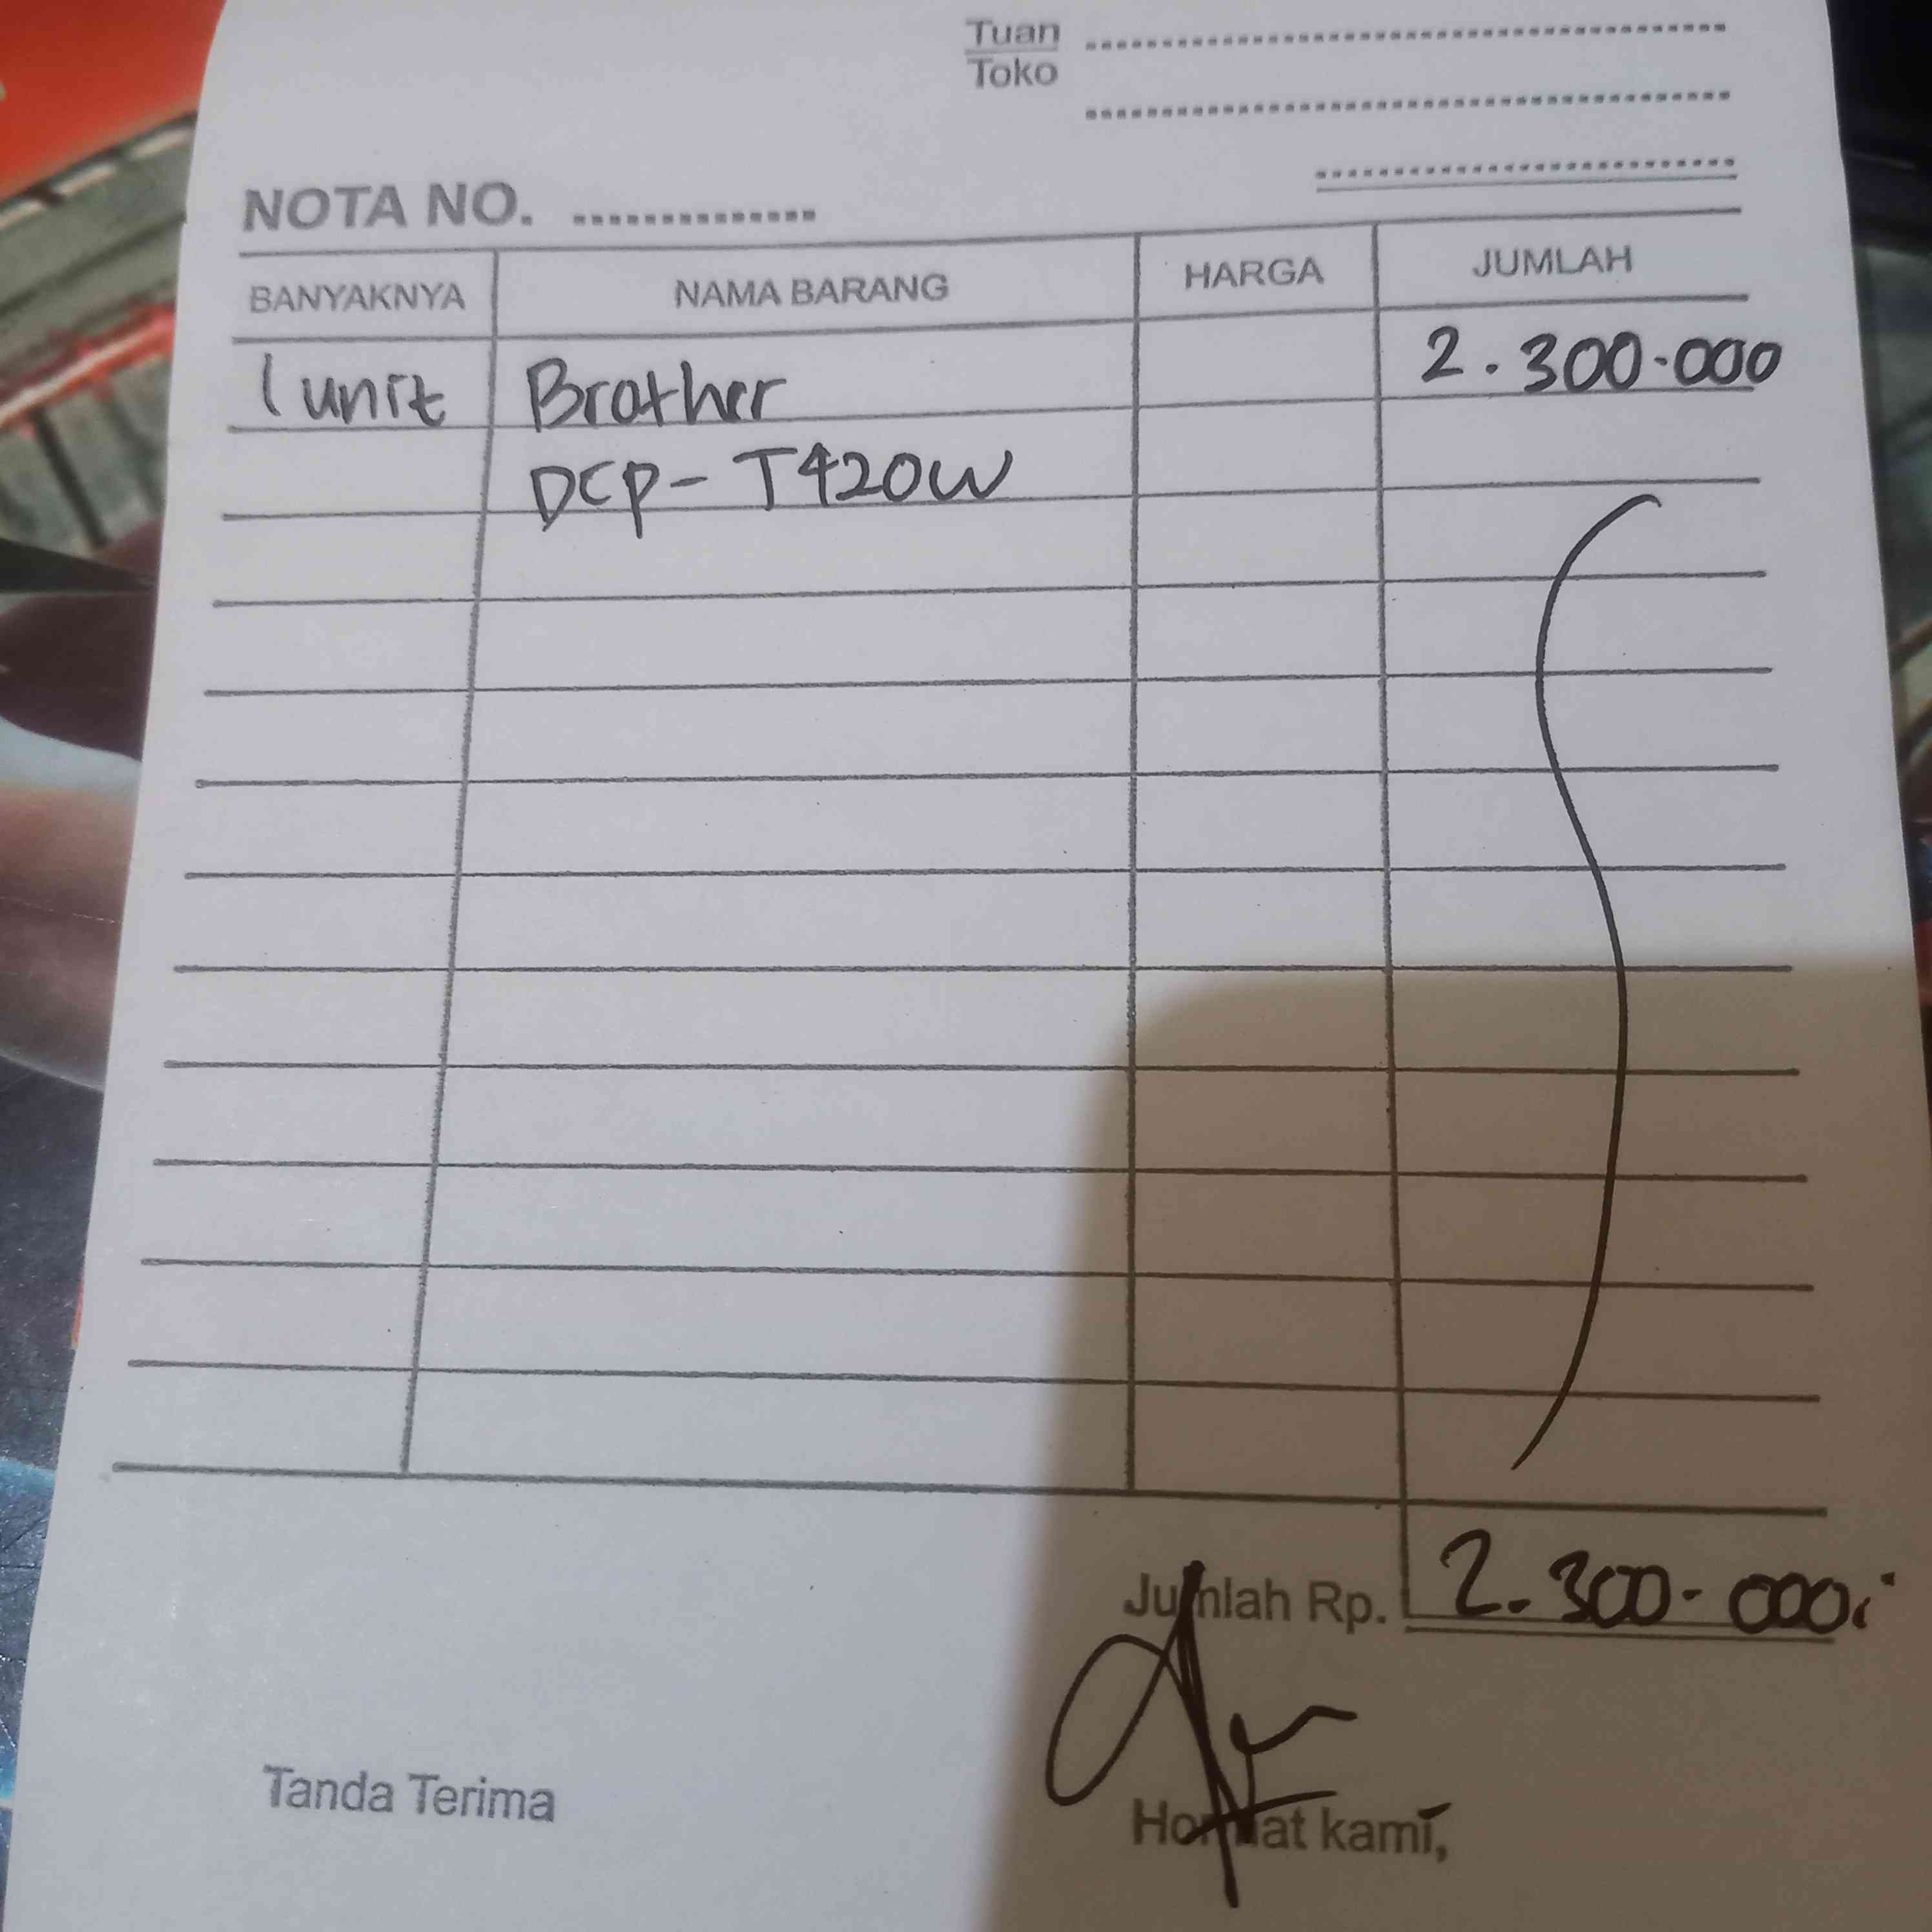 Tuan
Toko
NOTA NO.
BANYAKNYA NAMA BARANG HARGA JUMLAH
1 unit Brother 2.300.000
DCP-T420W
Jumlah Rp. 2.300.000
Tanda Terima
Hormat kami,